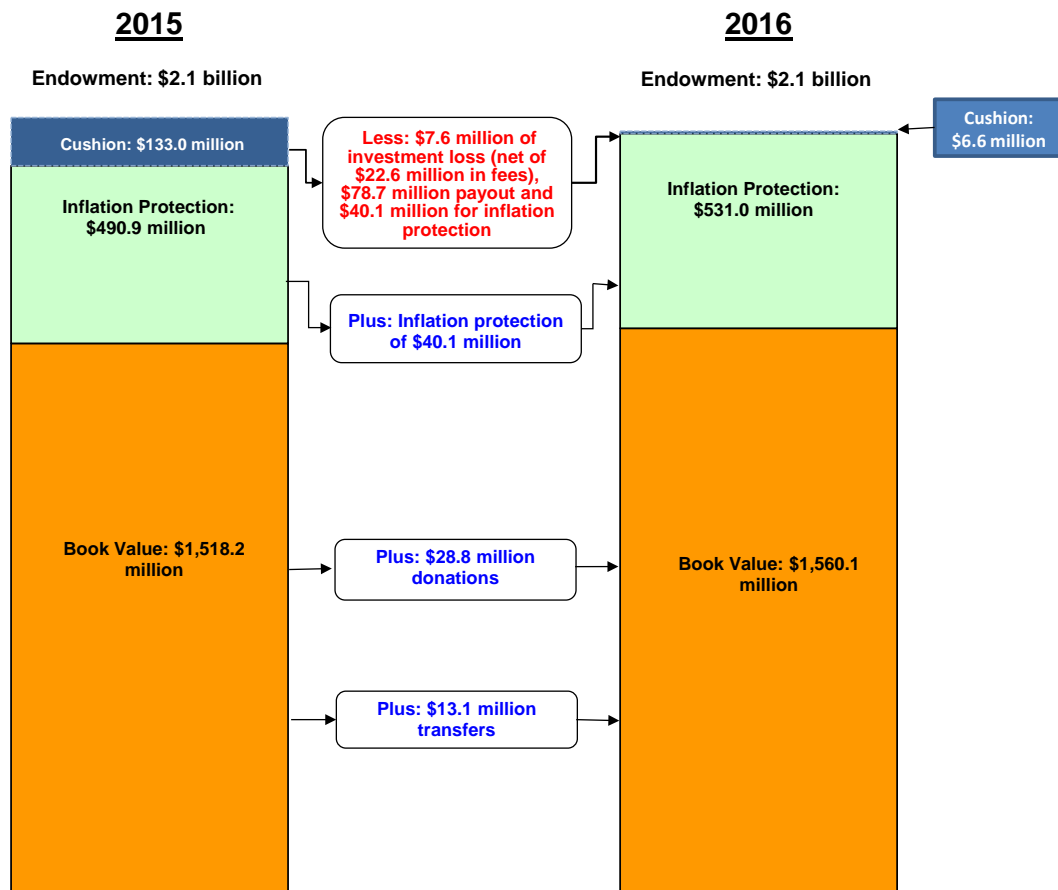 2015
Endowment: $2.1 billion
Cushion: $133.0 million
Inflation Protection:
$490.9 million
Book Value: $1,518.2
million
Less: $7.6 million of
investment loss (net of
$22.6 million in fees),
$78.7 million payout and
$40.1 million for inflation
protection
Plus: Inflation protection
of $40.1 million
Plus: $28.8 million
donations
Plus: $13.1 million
transfers
2016
Endowment: $2.1 billion
Cushion:
$6.6 million
Inflation Protection:
$531.0 million
Book Value: $1,560.1
million